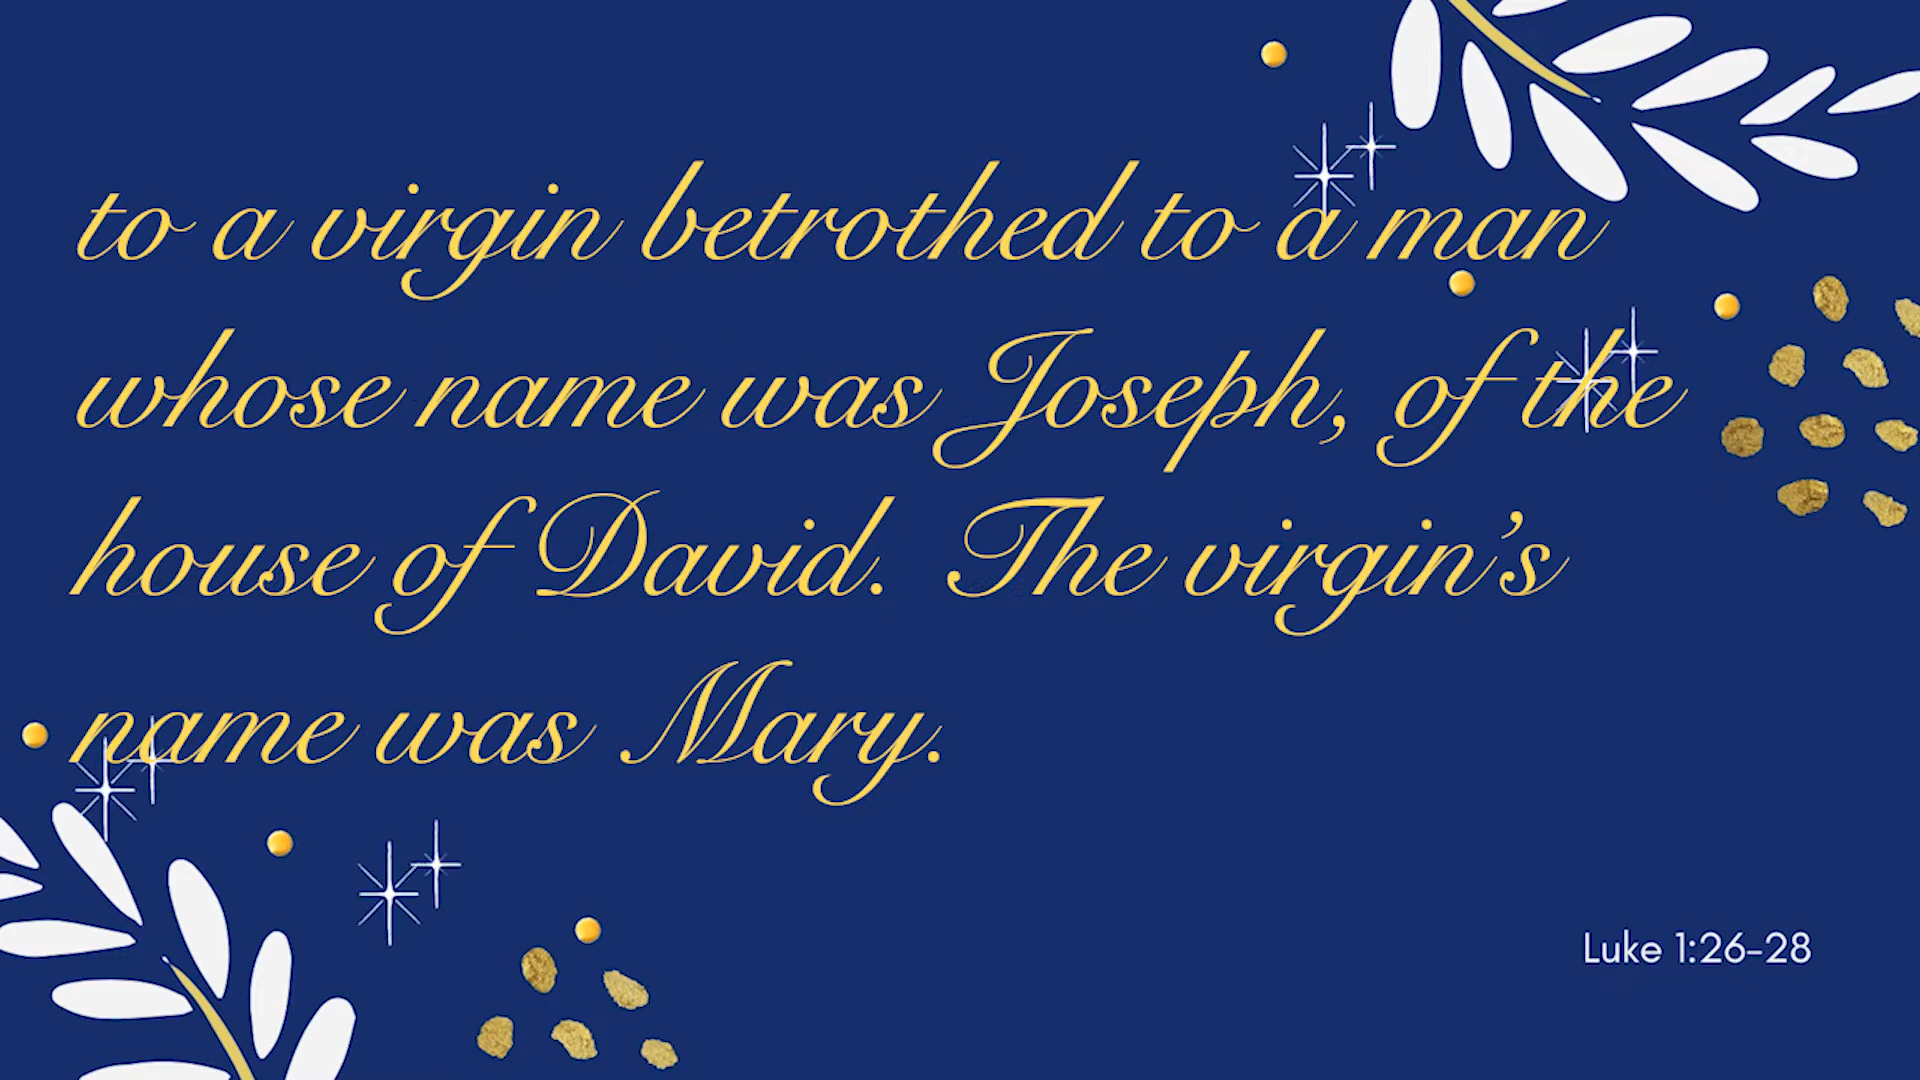 to a virgin betrothed to a man
whose name was Joseph, of the
house of David. The virgin’s
name was Mary.
Luke 1:26-28